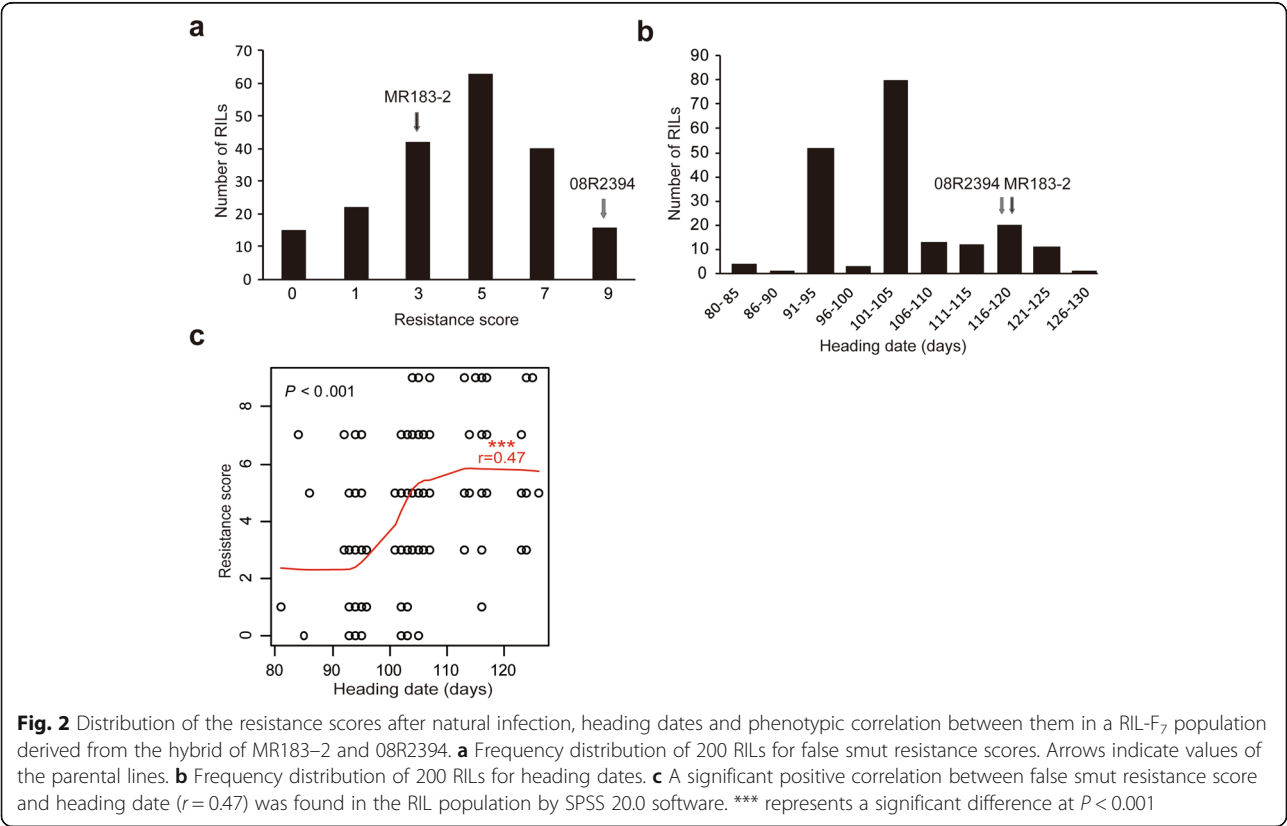 a
70
60
50
40
30
20
10
0
Number of RILs
MR183-2
08R2394
0 1 3 5 7 9
Resistance score
b
90
80
70
60
50
40
30
20
10
0
Number of RILs
08R2394 MR183-2
80-85 86-90 91-95 96-100 101-105 106-110 111-115 116-120 121-125 126-130
Heading date (days)
c
P < 0.001
***
r=0.47
8
6
4
2
0
Resistance score
80 90 100 110 120
Heading date (days)
Fig. 2 Distribution of the resistance scores after natural infection, heading dates and phenotypic correlation between them in a RIL-F7 population
derived from the hybrid of MR183–2 and 08R2394. a Frequency distribution of 200 RILs for false smut resistance scores. Arrows indicate values of
the parental lines. b Frequency distribution of 200 RILs for heading dates. c A significant positive correlation between false smut resistance score
and heading date (r = 0.47) was found in the RIL population by SPSS 20.0 software. *** represents a significant difference at P < 0.001